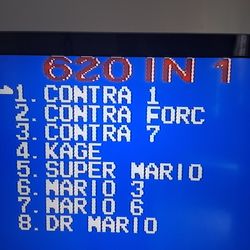 620 IN 1
1. CONTRA 1
2. CONTRA FORC
3. CONTRA 7
4. KAGE
5. SUPER MARIO
6. MARIO 3
7. MARIO 6
8. DR MARIO